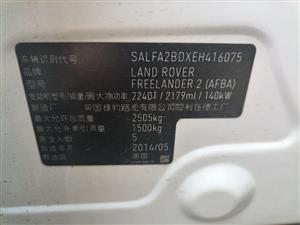 车辆识别代号 SALFA2BDXEH416075
品牌 LAND ROVER
型号 FREELANDER 2 (AFBA)
发动机型号/排量/最大净功率 224DT / 2179ml / 140kW
制造厂 英国捷豹路虎有限公司哈利伍德工厂
最大允许总质量 2505kg
最大允许牵引质量 1500kg
乘坐人数 5
制造年月 2014/05
制造国 英国